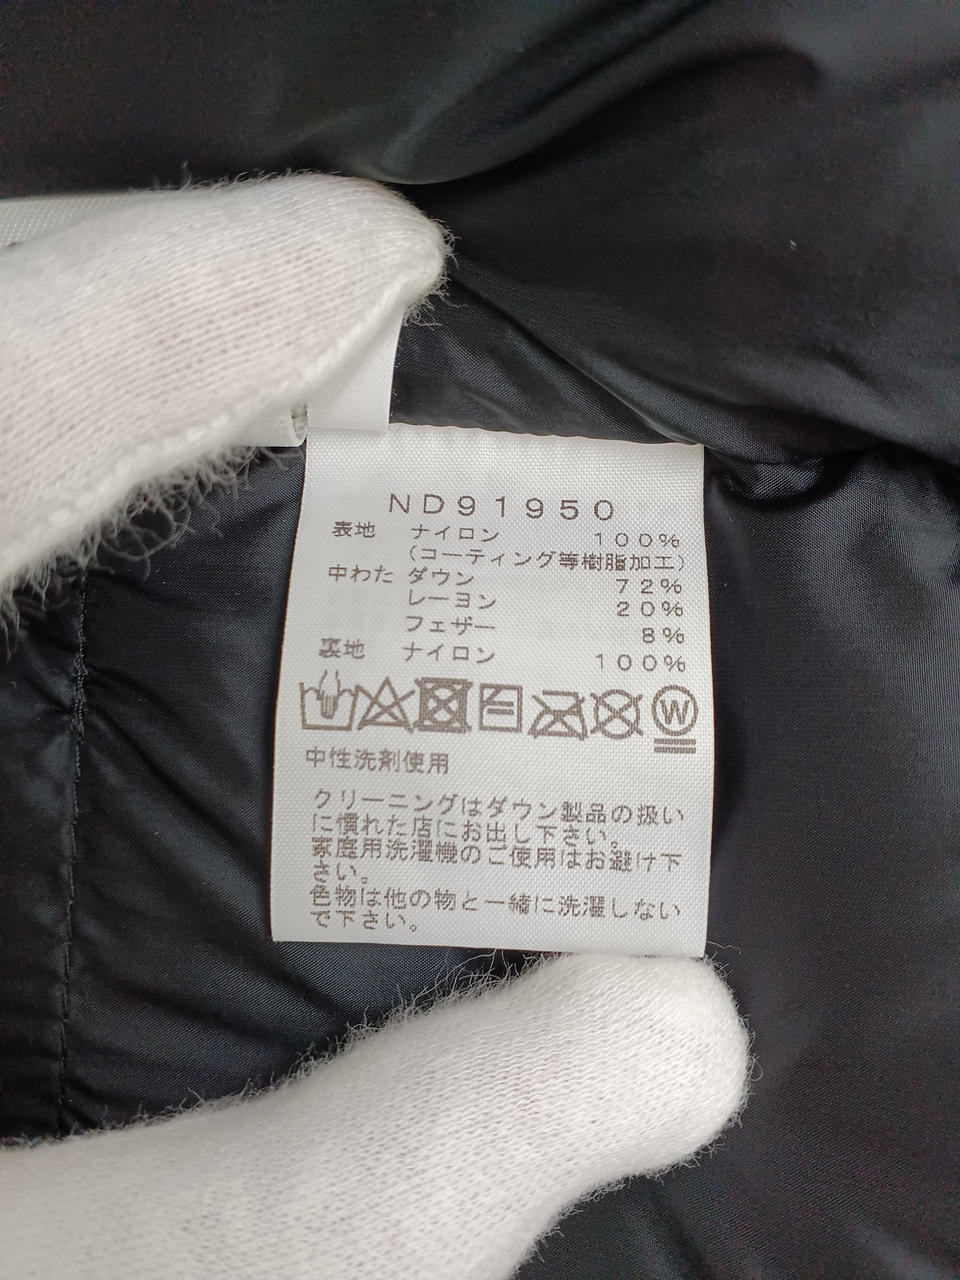 ND91950
表地 ナイロン 100%
(コーティング等樹脂加工)
中わた ダウン 72%
レーヨン 20%
フェザー 8%
裏地 ナイロン 100%
W
中性洗剤使用
クリーニングはダウン製品の扱い
に慣れた店にお出し下さい。
家庭用洗濯機のご使用はお避け下
さい。
色物は他の物と一緒に洗濯しない
で下さい。